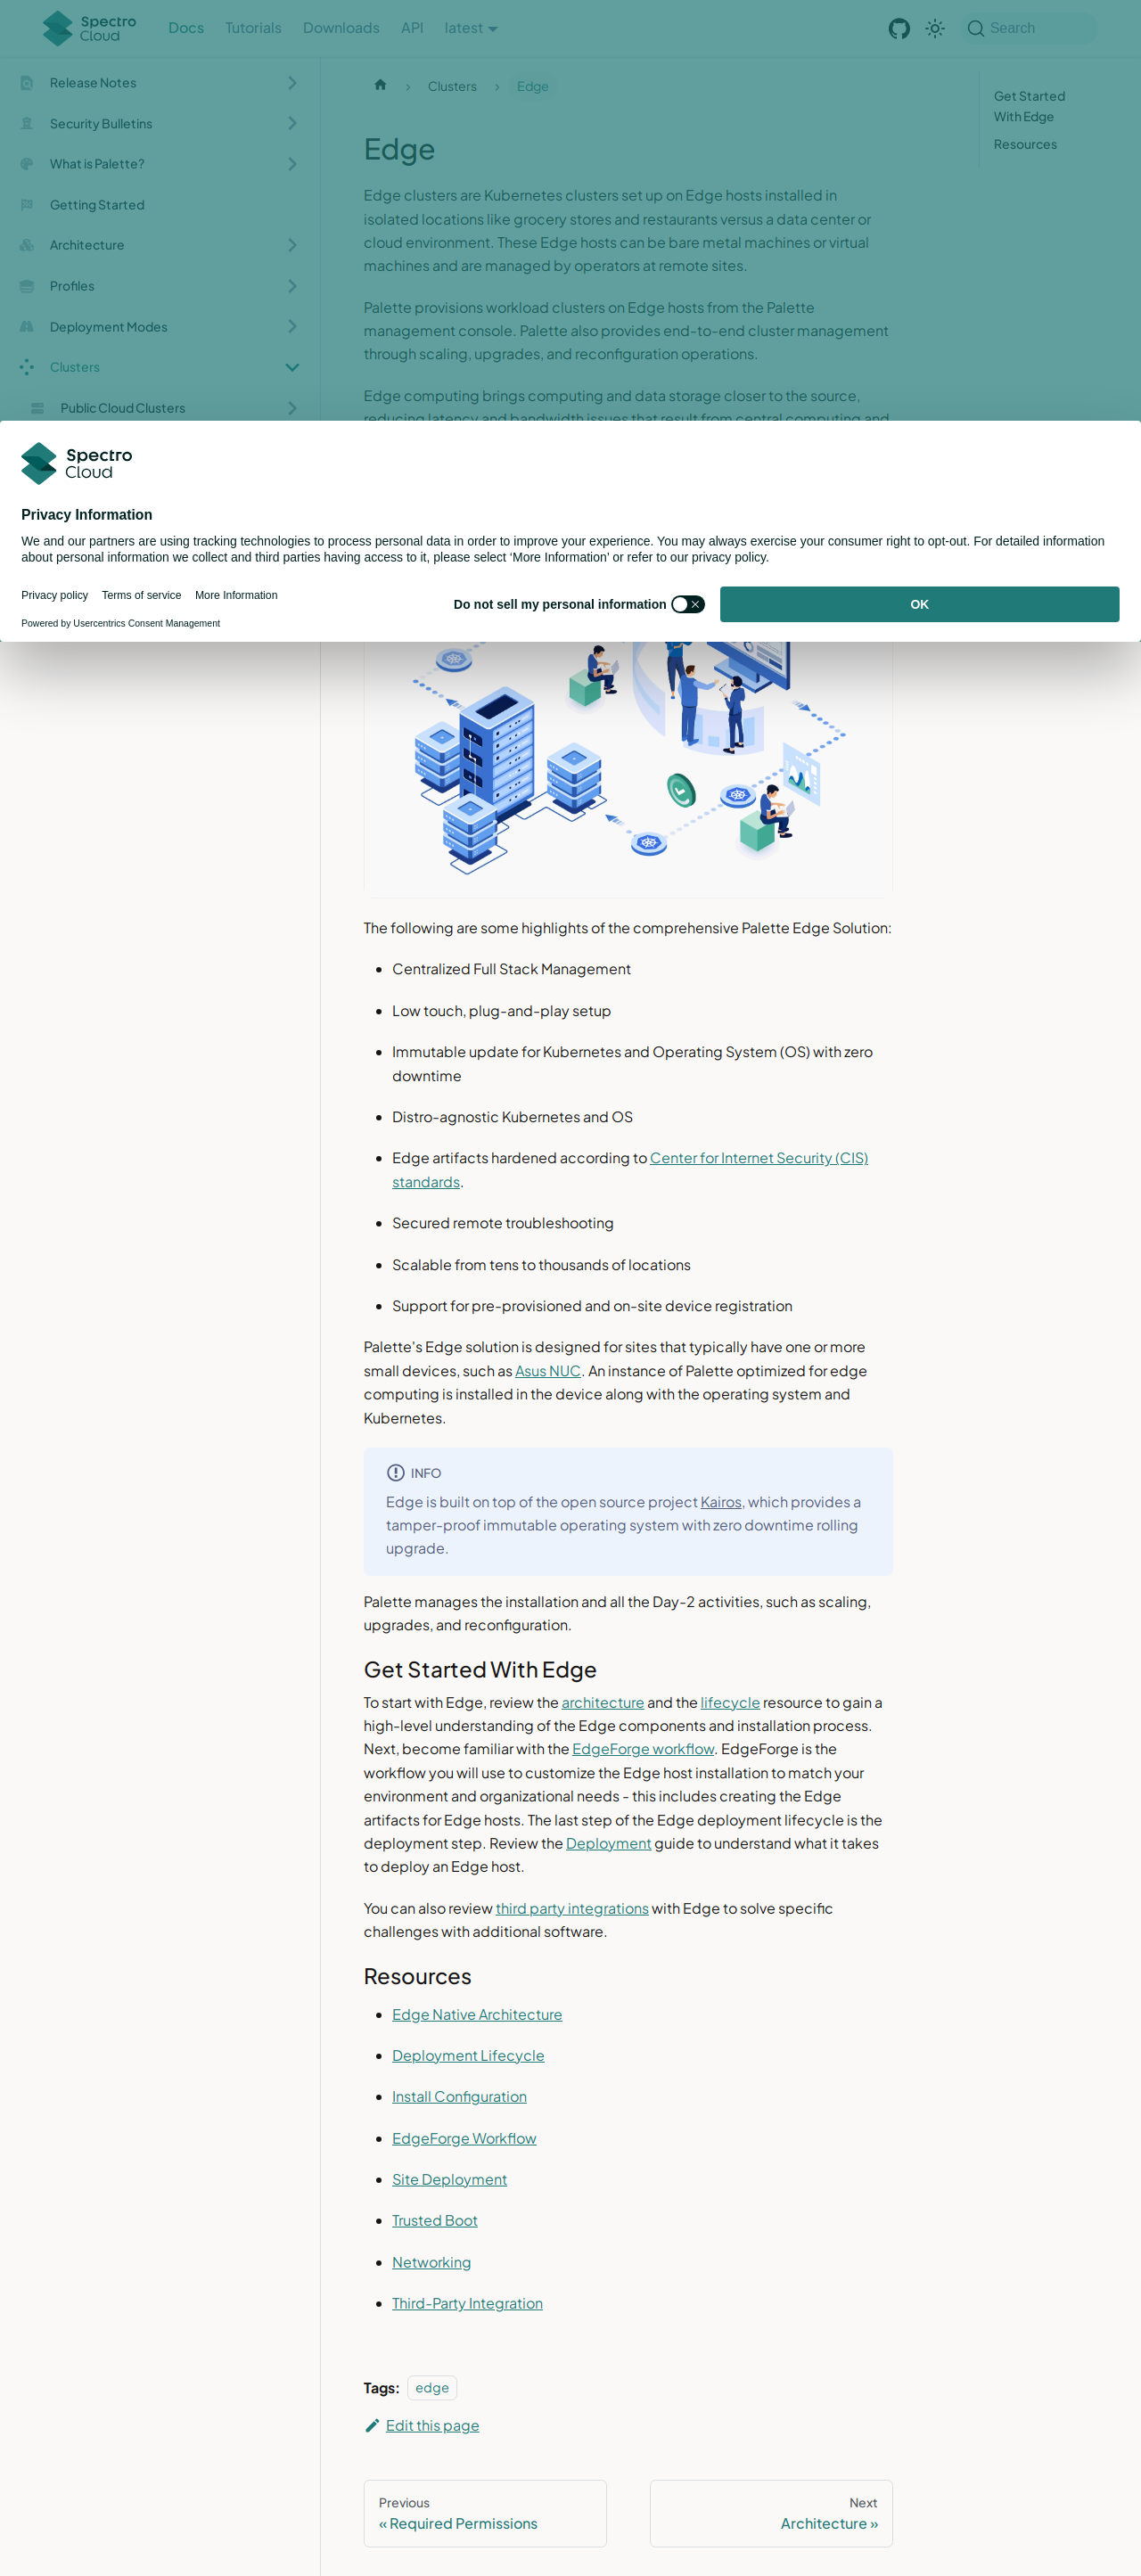 Spectro Cloud
Docs
Tutorials
Downloads
API
latest
Search
Release Notes
Security Bulletins
What is Palette?
Getting Started
Architecture
Profiles
Deployment Modes
Clusters
Public Cloud Clusters
Clusters
Edge
Get Started
With Edge
Resources
Edge
Edge clusters are Kubernetes clusters set up on Edge hosts installed in
isolated locations like grocery stores and restaurants versus a data center or
cloud environment. These Edge hosts can be bare metal machines or virtual
machines and are managed by operators at remote sites.
Palette provisions workload clusters on Edge hosts from the Palette
management console. Palette also provides end-to-end cluster management
through scaling, upgrades, and reconfiguration operations.
Edge computing brings computing and data storage closer to the source,
reducing latency and bandwidth issues that result from central computing and
Spectro
Cloud
Privacy Information
We and our partners are using tracking technologies to process personal data in order to improve your experience. You may always exercise your consumer right to opt-out. For detailed information
about personal information we collect and third parties having access to it, please select ‘More Information’ or refer to our privacy policy.
Privacy policy
Terms of service
More Information
Powered by Usercentrics Consent Management
Do not sell my personal information
OK
The following are some highlights of the comprehensive Palette Edge Solution:
Centralized Full Stack Management
Low touch, plug-and-play setup
Immutable update for Kubernetes and Operating System (OS) with zero
downtime
Distro-agnostic Kubernetes and OS
Edge artifacts hardened according to Center for Internet Security (CIS)
standards.
Secured remote troubleshooting
Scalable from tens to thousands of locations
Support for pre-provisioned and on-site device registration
Palette's Edge solution is designed for sites that typically have one or more
small devices, such as Asus NUC. An instance of Palette optimized for edge
computing is installed in the device along with the operating system and
Kubernetes.
INFO
Edge is built on top of the open source project Kairos, which provides a
tamper-proof immutable operating system with zero downtime rolling
upgrade.
Palette manages the installation and all the Day-2 activities, such as scaling,
upgrades, and reconfiguration.
Get Started With Edge
To start with Edge, review the architecture and the lifecycle resource to gain a
high-level understanding of the Edge components and installation process.
Next, become familiar with the EdgeForge workflow. EdgeForge is the
workflow you will use to customize the Edge host installation to match your
environment and organizational needs - this includes creating the Edge
artifacts for Edge hosts. The last step of the Edge deployment lifecycle is the
deployment step. Review the Deployment guide to understand what it takes
to deploy an Edge host.
You can also review third party integrations with Edge to solve specific
challenges with additional software.
Resources
Edge Native Architecture
Deployment Lifecycle
Install Configuration
EdgeForge Workflow
Site Deployment
Trusted Boot
Networking
Third-Party Integration
Tags: edge
Edit this page
Previous
« Required Permissions
Next
Architecture »